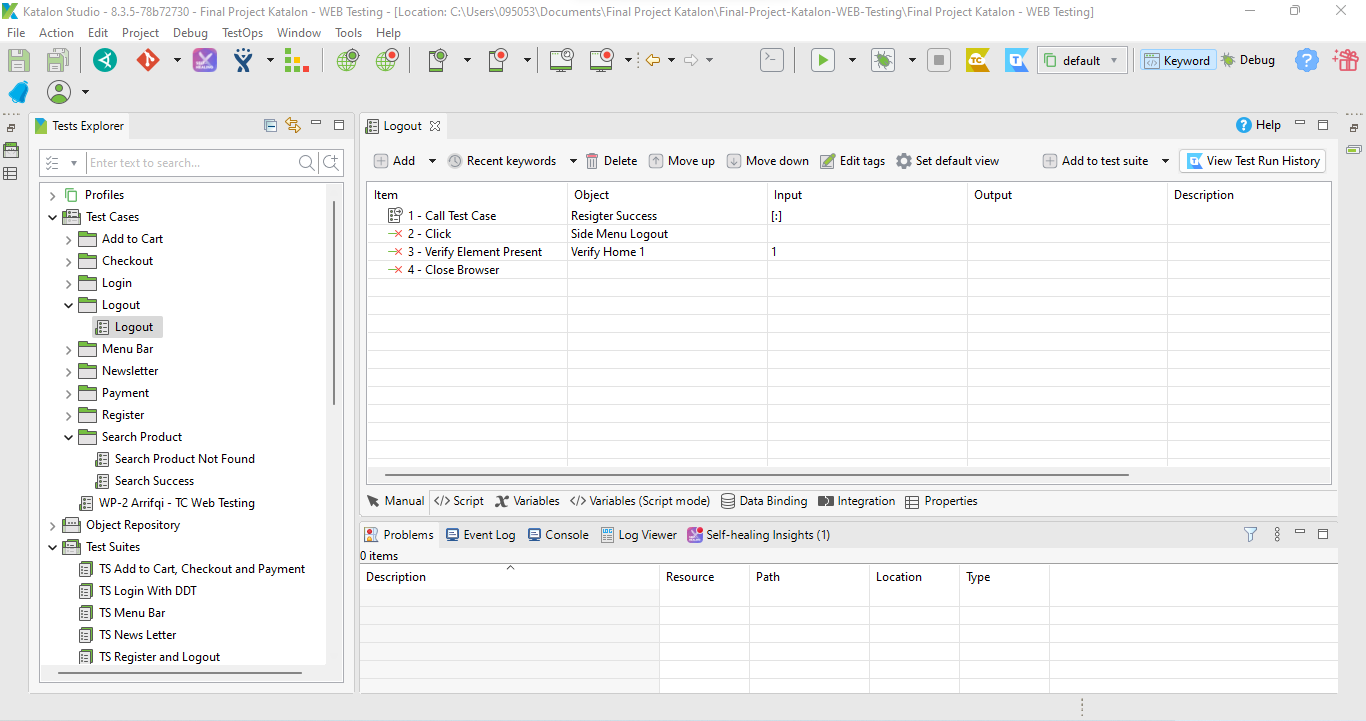 Katalon Studio - 8.3.5-78b72730 - Final Project Katalon - WEB Testing - [Location: C:\Users\095053\Documents\Final Project Katalon\Final-Project-Katalon-WEB-Testing\Final Project Katalon - WEB Testing]
File Action Edit Project Debug TestOps Window Tools Help
default Keyword Debug
Tests Explorer
Enter text to search...
Profiles
Test Cases
Add to Cart
Checkout
Login
Logout
Logout
Menu Bar
Newsletter
Payment
Register
Search Product
Search Product Not Found
Search Success
WP-2 Arrifqi - TC Web Testing
Object Repository
Test Suites
TS Add to Cart, Checkout and Payment
TS Login With DDT
TS Menu Bar
TS News Letter
TS Register and Logout
Logout Help
Add Recent keywords Delete Move up Move down Edit tags Set default view Add to test suite View Test Run History
Item Object Input Output Description
1 - Call Test Case Resigter Success [:]
2 - Click Side Menu Logout
3 - Verify Element Present Verify Home 1 1
4 - Close Browser
Manual </> Script Variables </> Variables (Script mode) Data Binding Integration Properties
Problems Event Log Console Log Viewer Self-healing Insights (1)
0 items
Description Resource Path Location Type